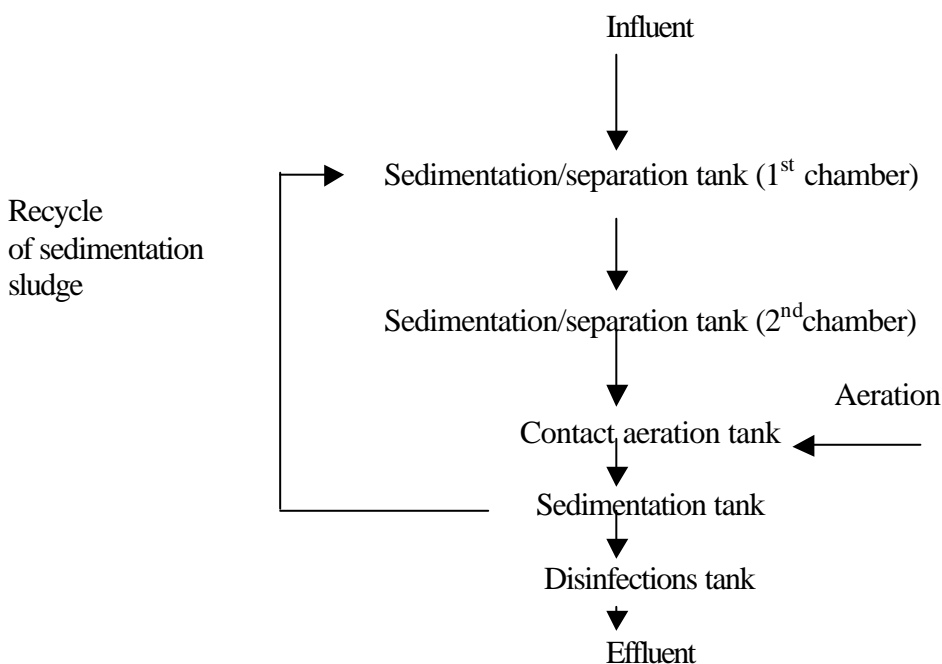 Influent
Sedimentation/separation tank (1st chamber)
Recycle
of sedimentation
sludge
Sedimentation/separation tank (2ndchamber)
Aeration
Contact aeration tank
Sedimentation tank
Disinfections tank
Effluent